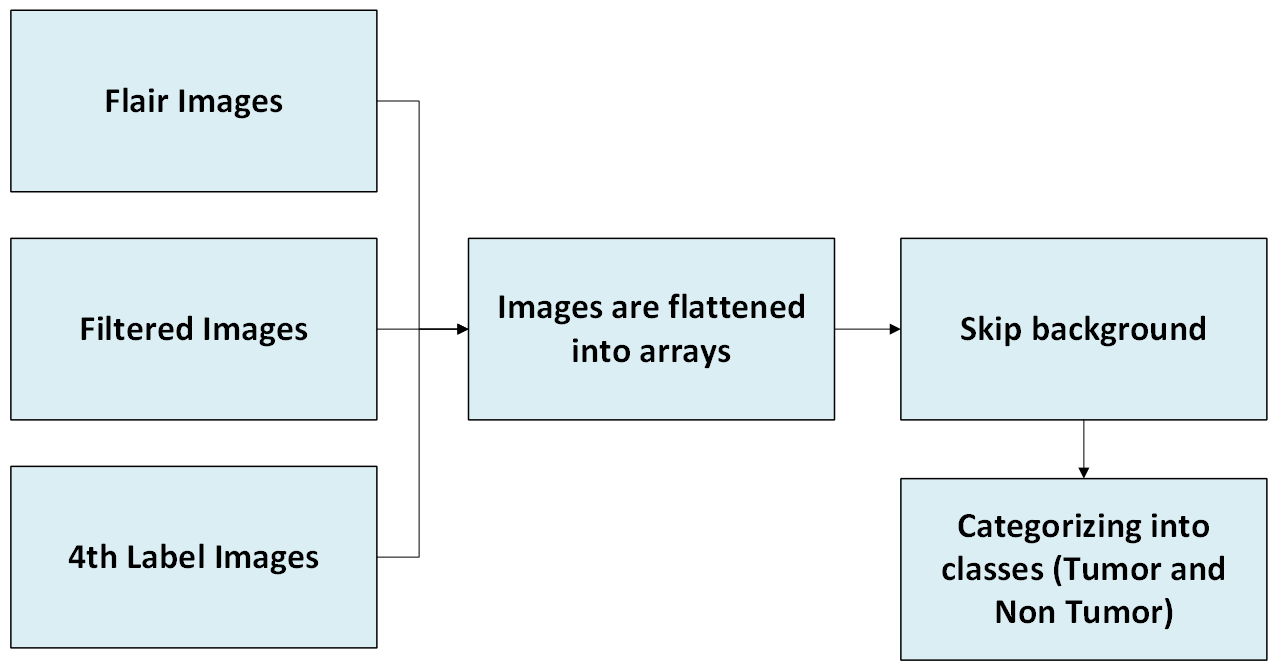 Flair Images
Filtered Images
4th Label Images
Images are flattened
into arrays
Skip background
Categorizing into
classes (Tumor and
Non Tumor)